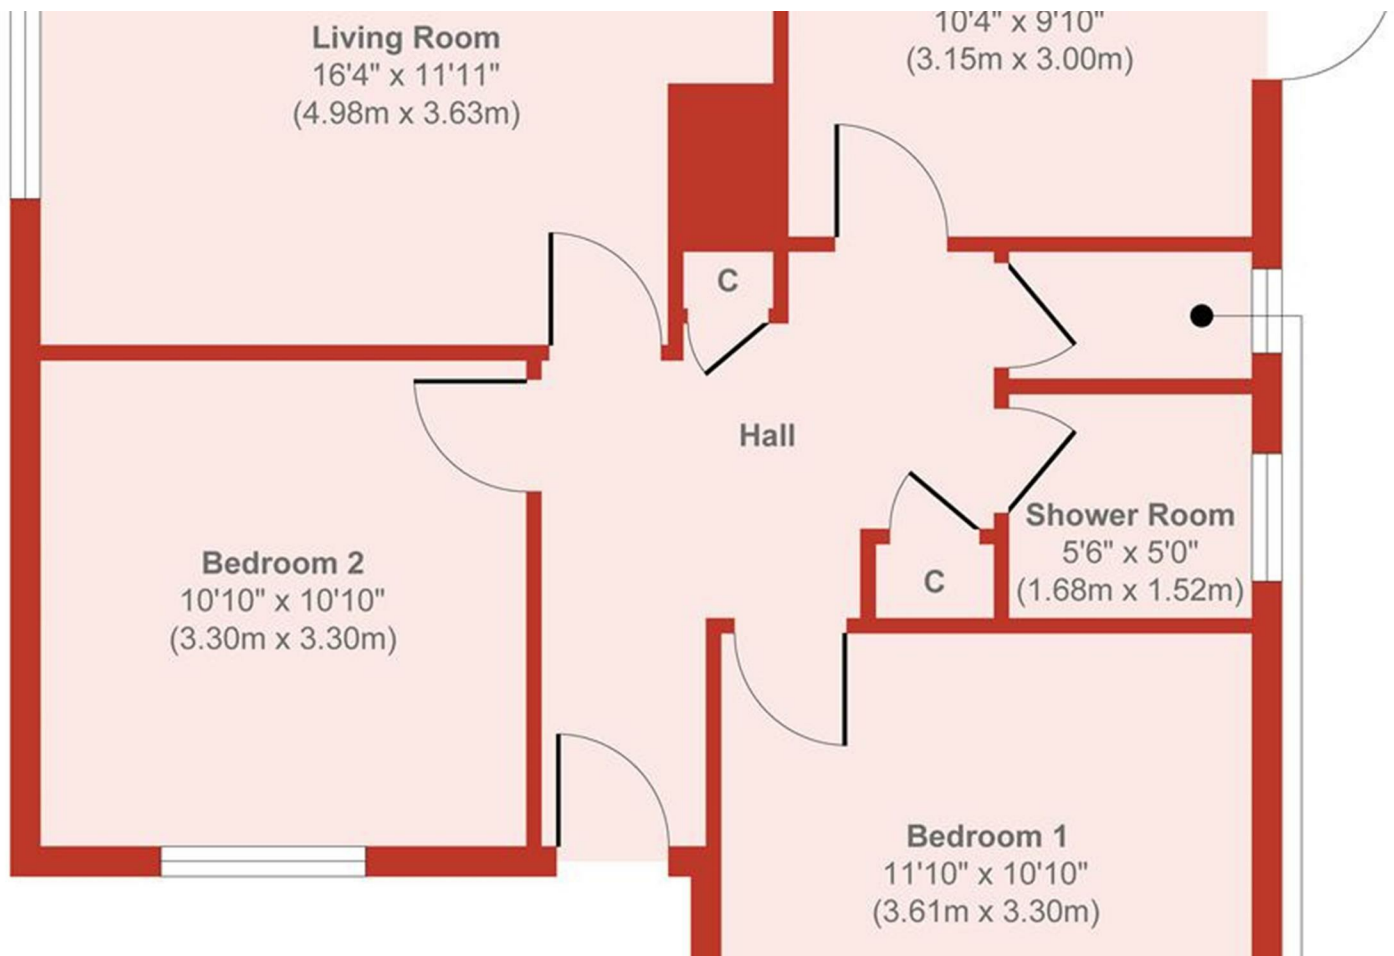 Living Room
16'4" x 11'11"
(4.98m x 3.63m)
10'4" x 9'10"
(3.15m x 3.00m)
C
Hall
Shower Room
5'6" x 5'0"
(1.68m x 1.52m)
C
Bedroom 2
10'10" x 10'10"
(3.30m x 3.30m)
Bedroom 1
11'10" x 10'10"
(3.61m x 3.30m)